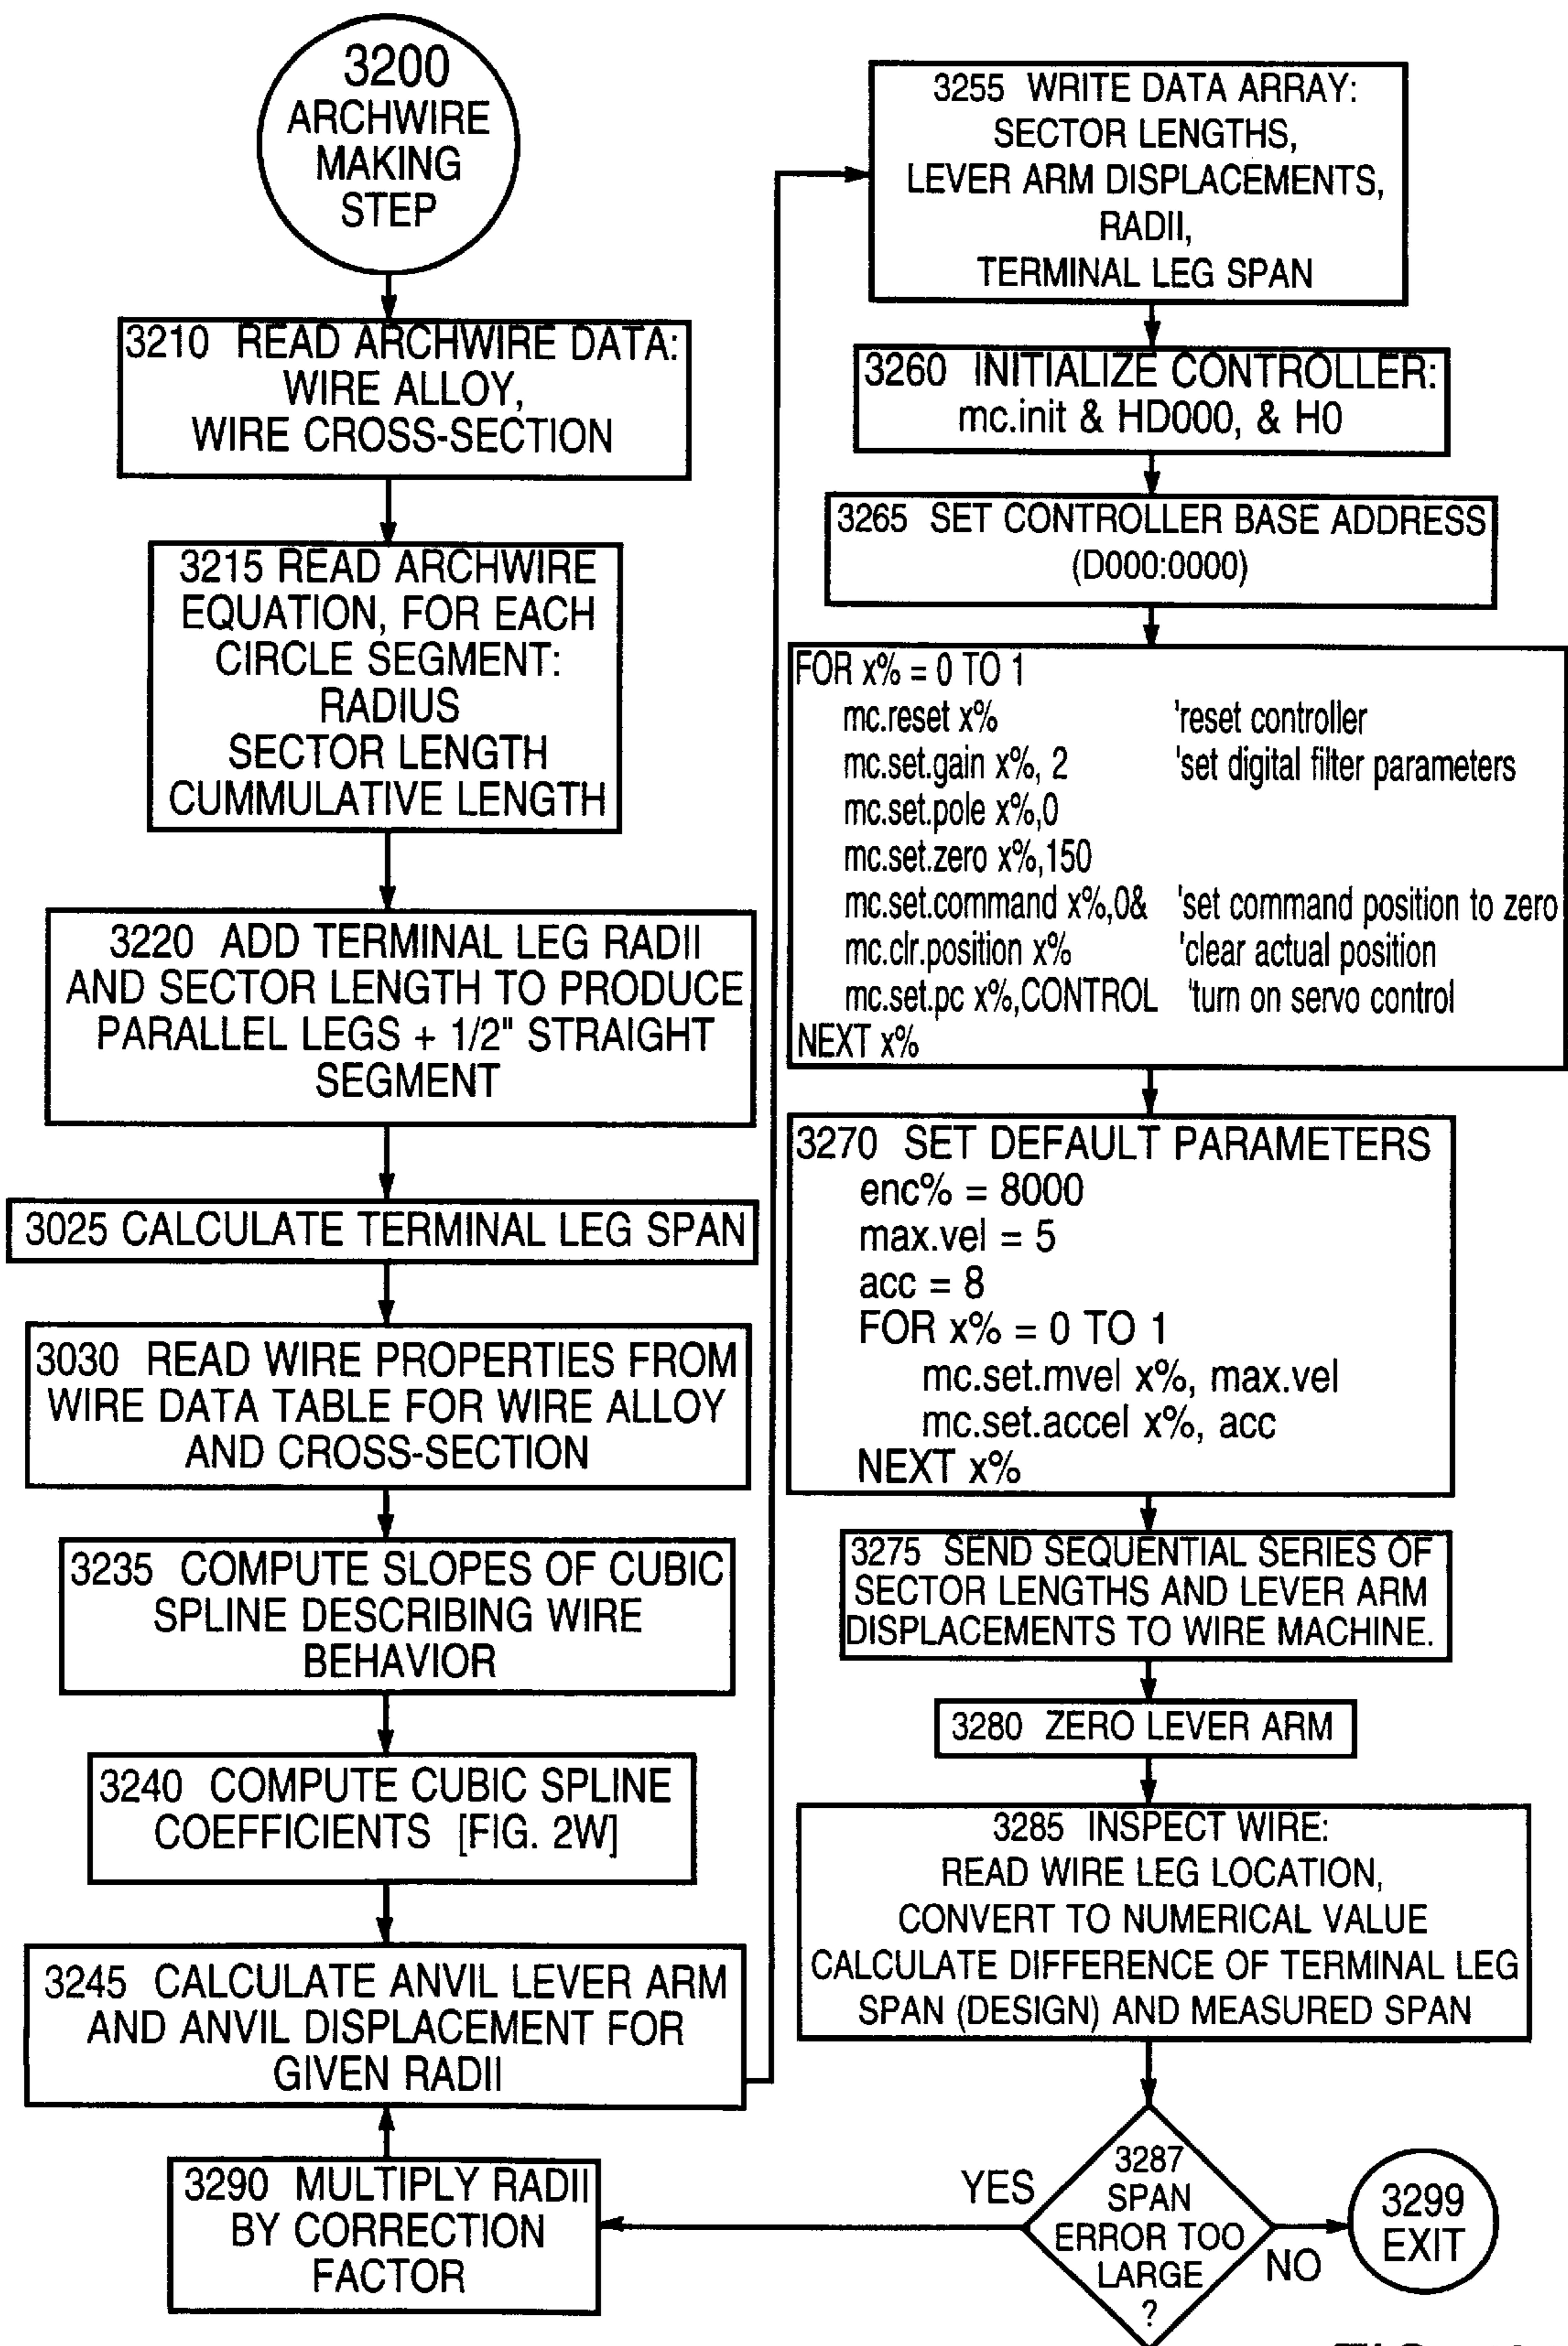 3200
ARCHWIRE
MAKING
STEP
3210 READ ARCHWIRE DATA:
WIRE ALLOY,
WIRE CROSS-SECTION
3215 READ ARCHWIRE
EQUATION, FOR EACH
CIRCLE SEGMENT:
RADIUS
SECTOR LENGTH
CUMMULATIVE LENGTH
3220 ADD TERMINAL LEG RADII
AND SECTOR LENGTH TO PRODUCE
PARALLEL LEGS + 1/2" STRAIGHT
SEGMENT
3025 CALCULATE TERMINAL LEG SPAN
3030 READ WIRE PROPERTIES FROM
WIRE DATA TABLE FOR WIRE ALLOY
AND CROSS-SECTION
3235 COMPUTE SLOPES OF CUBIC
SPLINE DESCRIBING WIRE
BEHAVIOR
3240 COMPUTE CUBIC SPLINE
COEFFICIENTS [FIG. 2W]
3245 CALCULATE ANVIL LEVER ARM
AND ANVIL DISPLACEMENT FOR
GIVEN RADII
3290 MULTIPLY RADII
BY CORRECTION
FACTOR
3255 WRITE DATA ARRAY:
SECTOR LENGTHS,
LEVER ARM DISPLACEMENTS,
RADII,
TERMINAL LEG SPAN
3260 INITIALIZE CONTROLLER:
mc.init & HD000, & H0
3265 SET CONTROLLER BASE ADDRESS
(D000:0000)
FOR x% = 0 TO 1
mc.reset x% 'reset controller
mc.set.gain x%, 2 'set digital filter parameters
mc.set.pole x%,0
mc.set.zero x%,150
mc.set.command x%,0& 'set command position to zero
mc.clr.position x% 'clear actual position
mc.set.pc x%,CONTROL 'turn on servo control
NEXT x%
3270 SET DEFAULT PARAMETERS
enc% = 8000
max.vel = 5
acc = 8
FOR x% = 0 TO 1
mc.set.mvel x%, max.vel
mc.set.accel x%, acc
NEXT x%
3275 SEND SEQUENTIAL SERIES OF
SECTOR LENGTHS AND LEVER ARM
DISPLACEMENTS TO WIRE MACHINE.
3280 ZERO LEVER ARM
3285 INSPECT WIRE:
READ WIRE LEG LOCATION,
CONVERT TO NUMERICAL VALUE
CALCULATE DIFFERENCE OF TERMINAL LEG
SPAN (DESIGN) AND MEASURED SPAN
3287
SPAN
ERROR TOO
LARGE
?
YES
NO
3299
EXIT